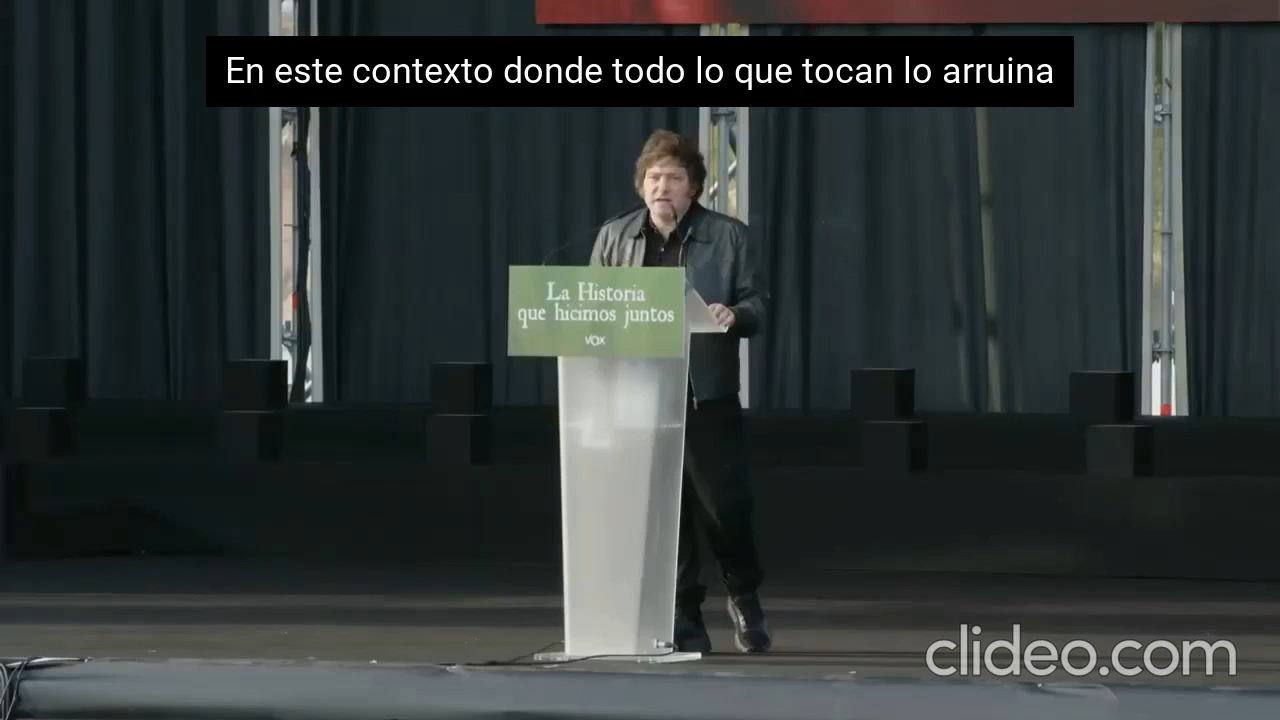 En este contexto donde todo lo que tocan lo arruina
La Historia
que hicimos juntos
VOX
clideo.com